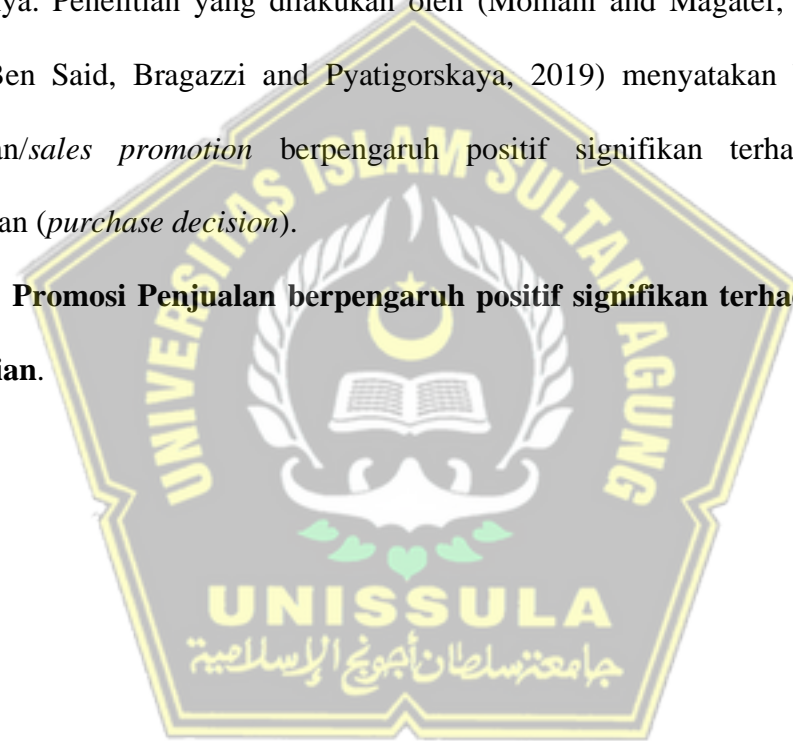 nya. Penelitian yang dilakukan oleh (Momani and Magatef,
Ben Said, Bragazzi and Pyatigorskaya, 2019) menyatakan
an/sales promotion berpengaruh positif signifikan terha
an (purchase decision).
Promosi Penjualan berpengaruh positif signifikan terha
ian.
UNIVERSITAS ISLAM SULTAN AGUNG
UNISSULA
جامعة سلطان أجونج الإسلامية